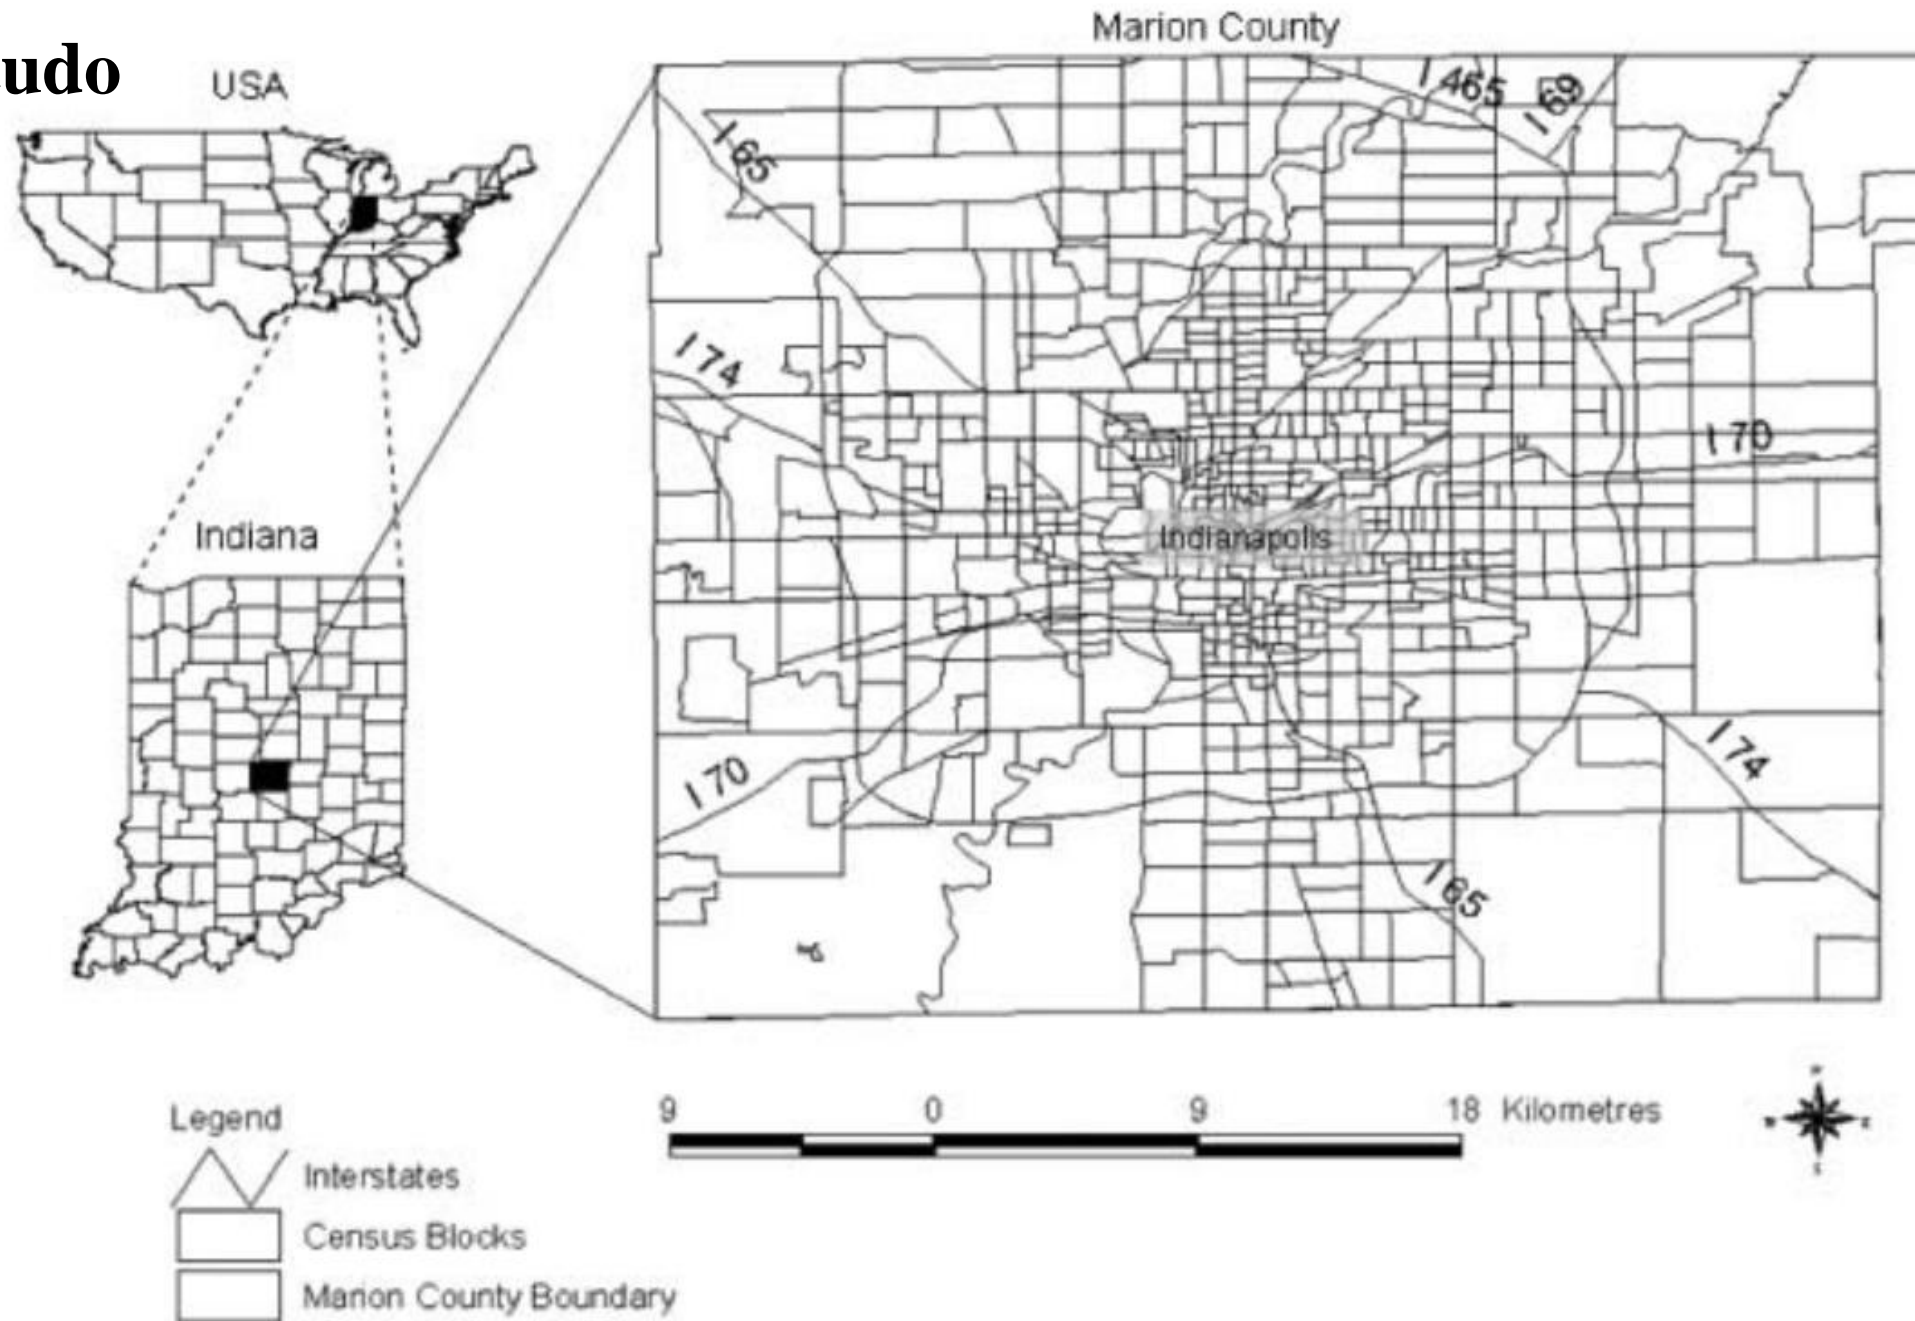 udo
USA
Marion County
I 465
I 69
I 65
I 74
I 70
Indianapolis
Indiana
I 70
I 74
I 65
Legend
Interstates
Census Blocks
Marion County Boundary
9 0 9 18 Kilometres
S